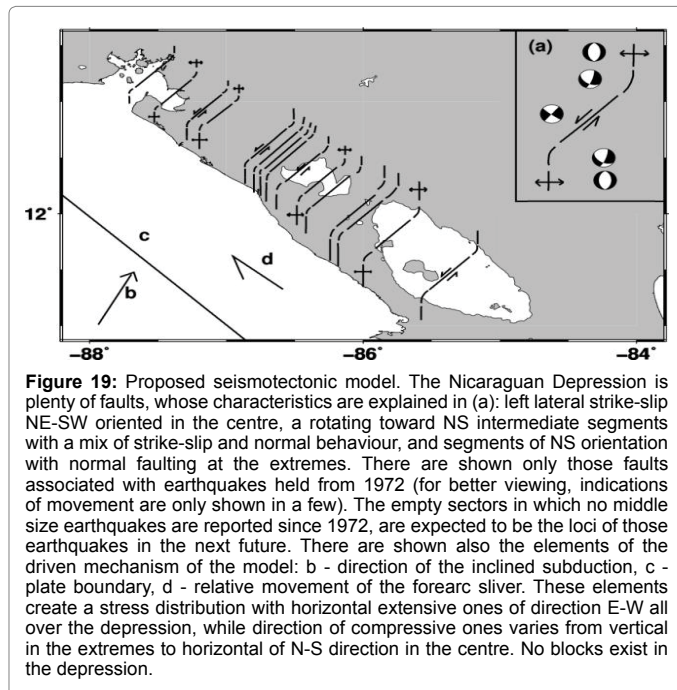 (a)
12°
c
d
b
−88°
−86°
−84°
Figure 19: Proposed seismotectonic model. The Nicaraguan Depression is
plenty of faults, whose characteristics are explained in (a): left lateral strike-slip
NE-SW oriented in the centre, a rotating toward NS intermediate segments
with a mix of strike-slip and normal behaviour, and segments of NS orientation
with normal faulting at the extremes. There are shown only those faults
associated with earthquakes held from 1972 (for better viewing, indications
of movement are only shown in a few). The empty sectors in which no middle
size earthquakes are reported since 1972, are expected to be the loci of those
earthquakes in the next future. There are shown also the elements of the
driven mechanism of the model: b - direction of the inclined subduction, c -
plate boundary, d - relative movement of the forearc sliver. These elements
create a stress distribution with horizontal extensive ones of direction E-W all
over the depression, while direction of compressive ones varies from vertical
in the extremes to horizontal of N-S direction in the centre. No blocks exist in
the depression.